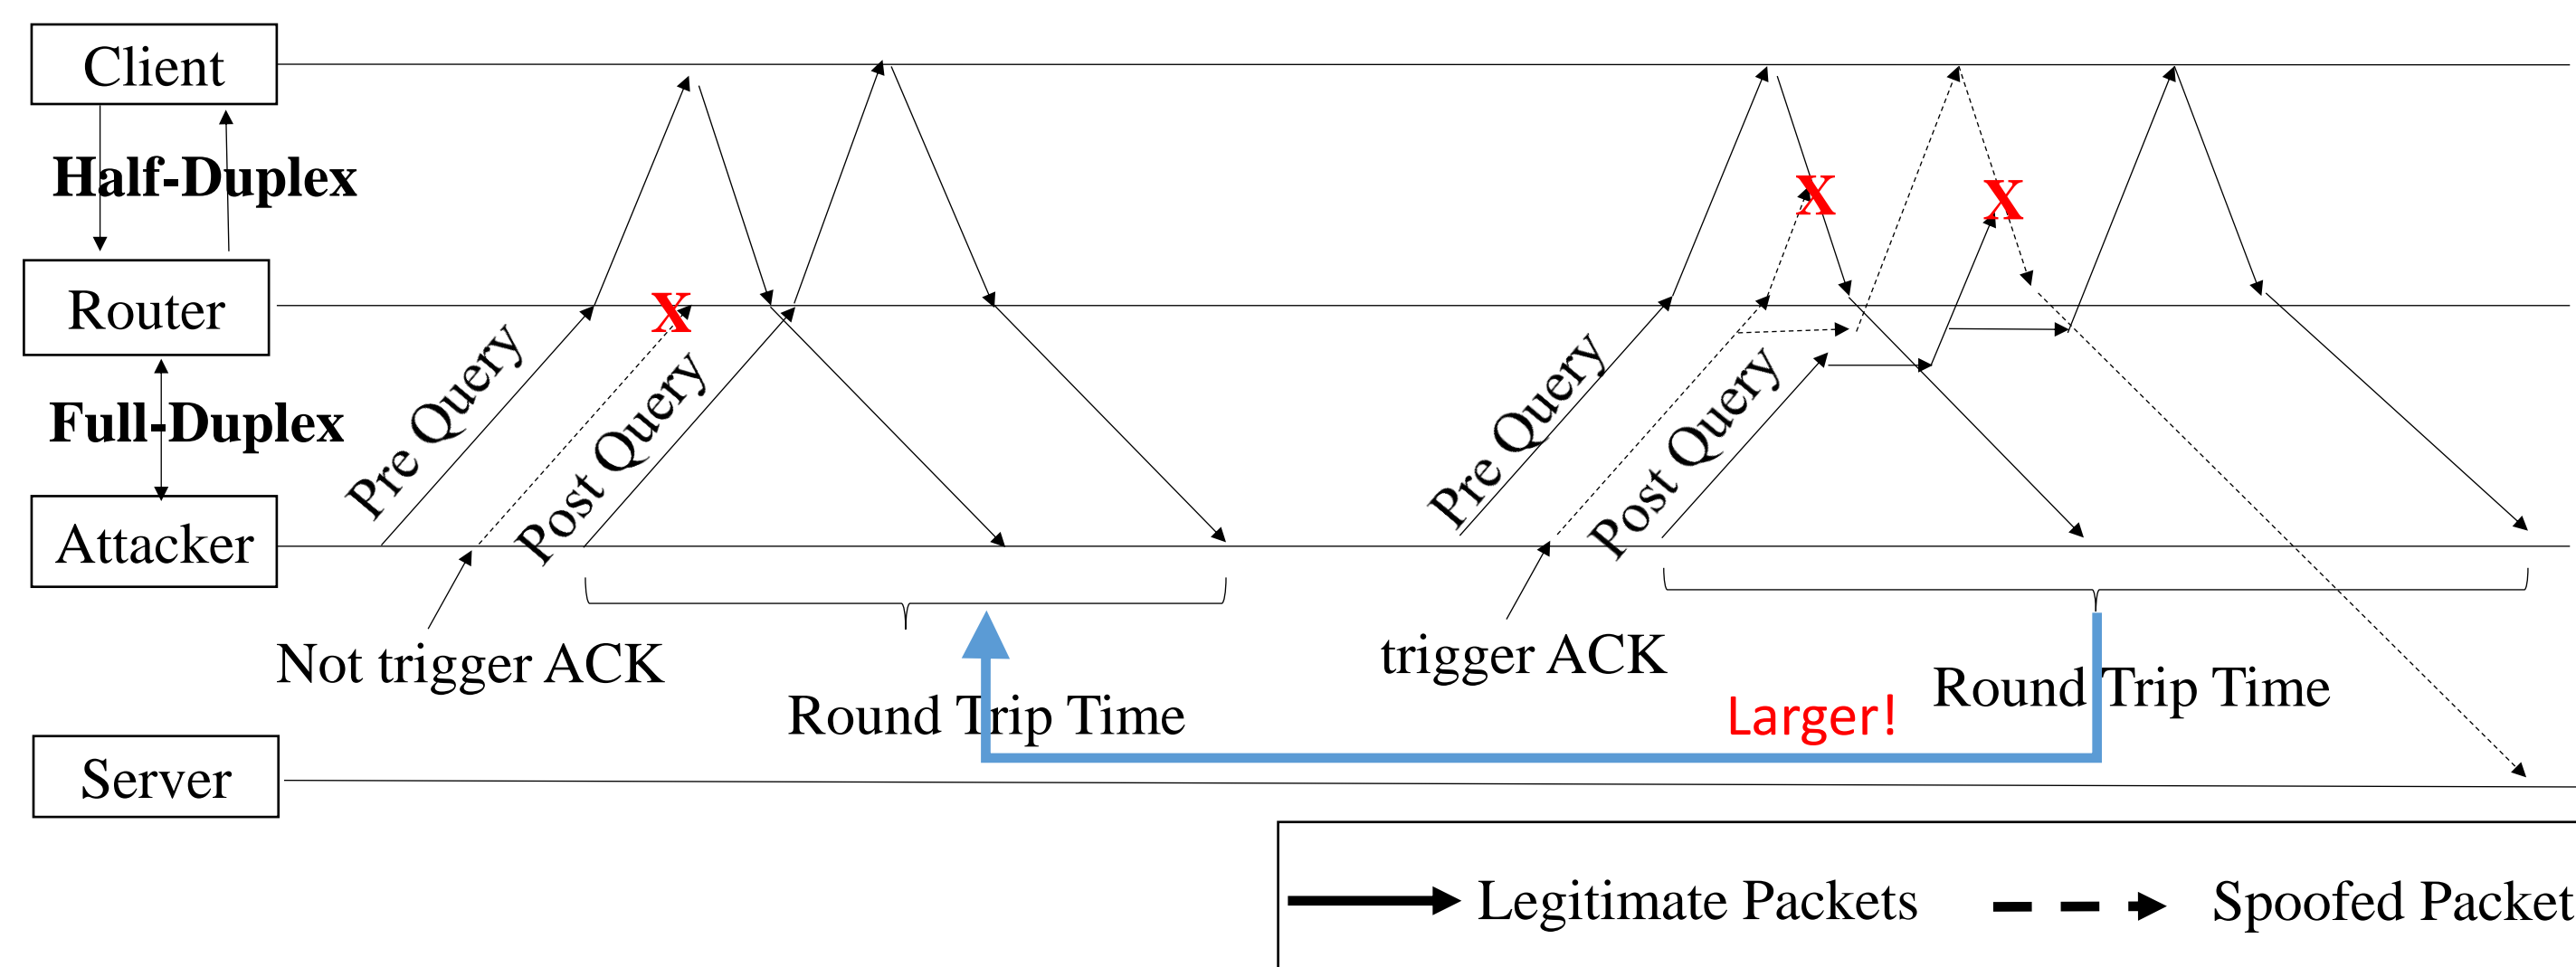 Client
Half-Duplex
X
X
Router
X
Pre Query
Post Query
Pre Query
Post Query
Full-Duplex
Attacker
Not trigger ACK
trigger ACK
Round Trip Time
Larger!
Round Trip Time
Server
Legitimate Packets
Spoofed Packet